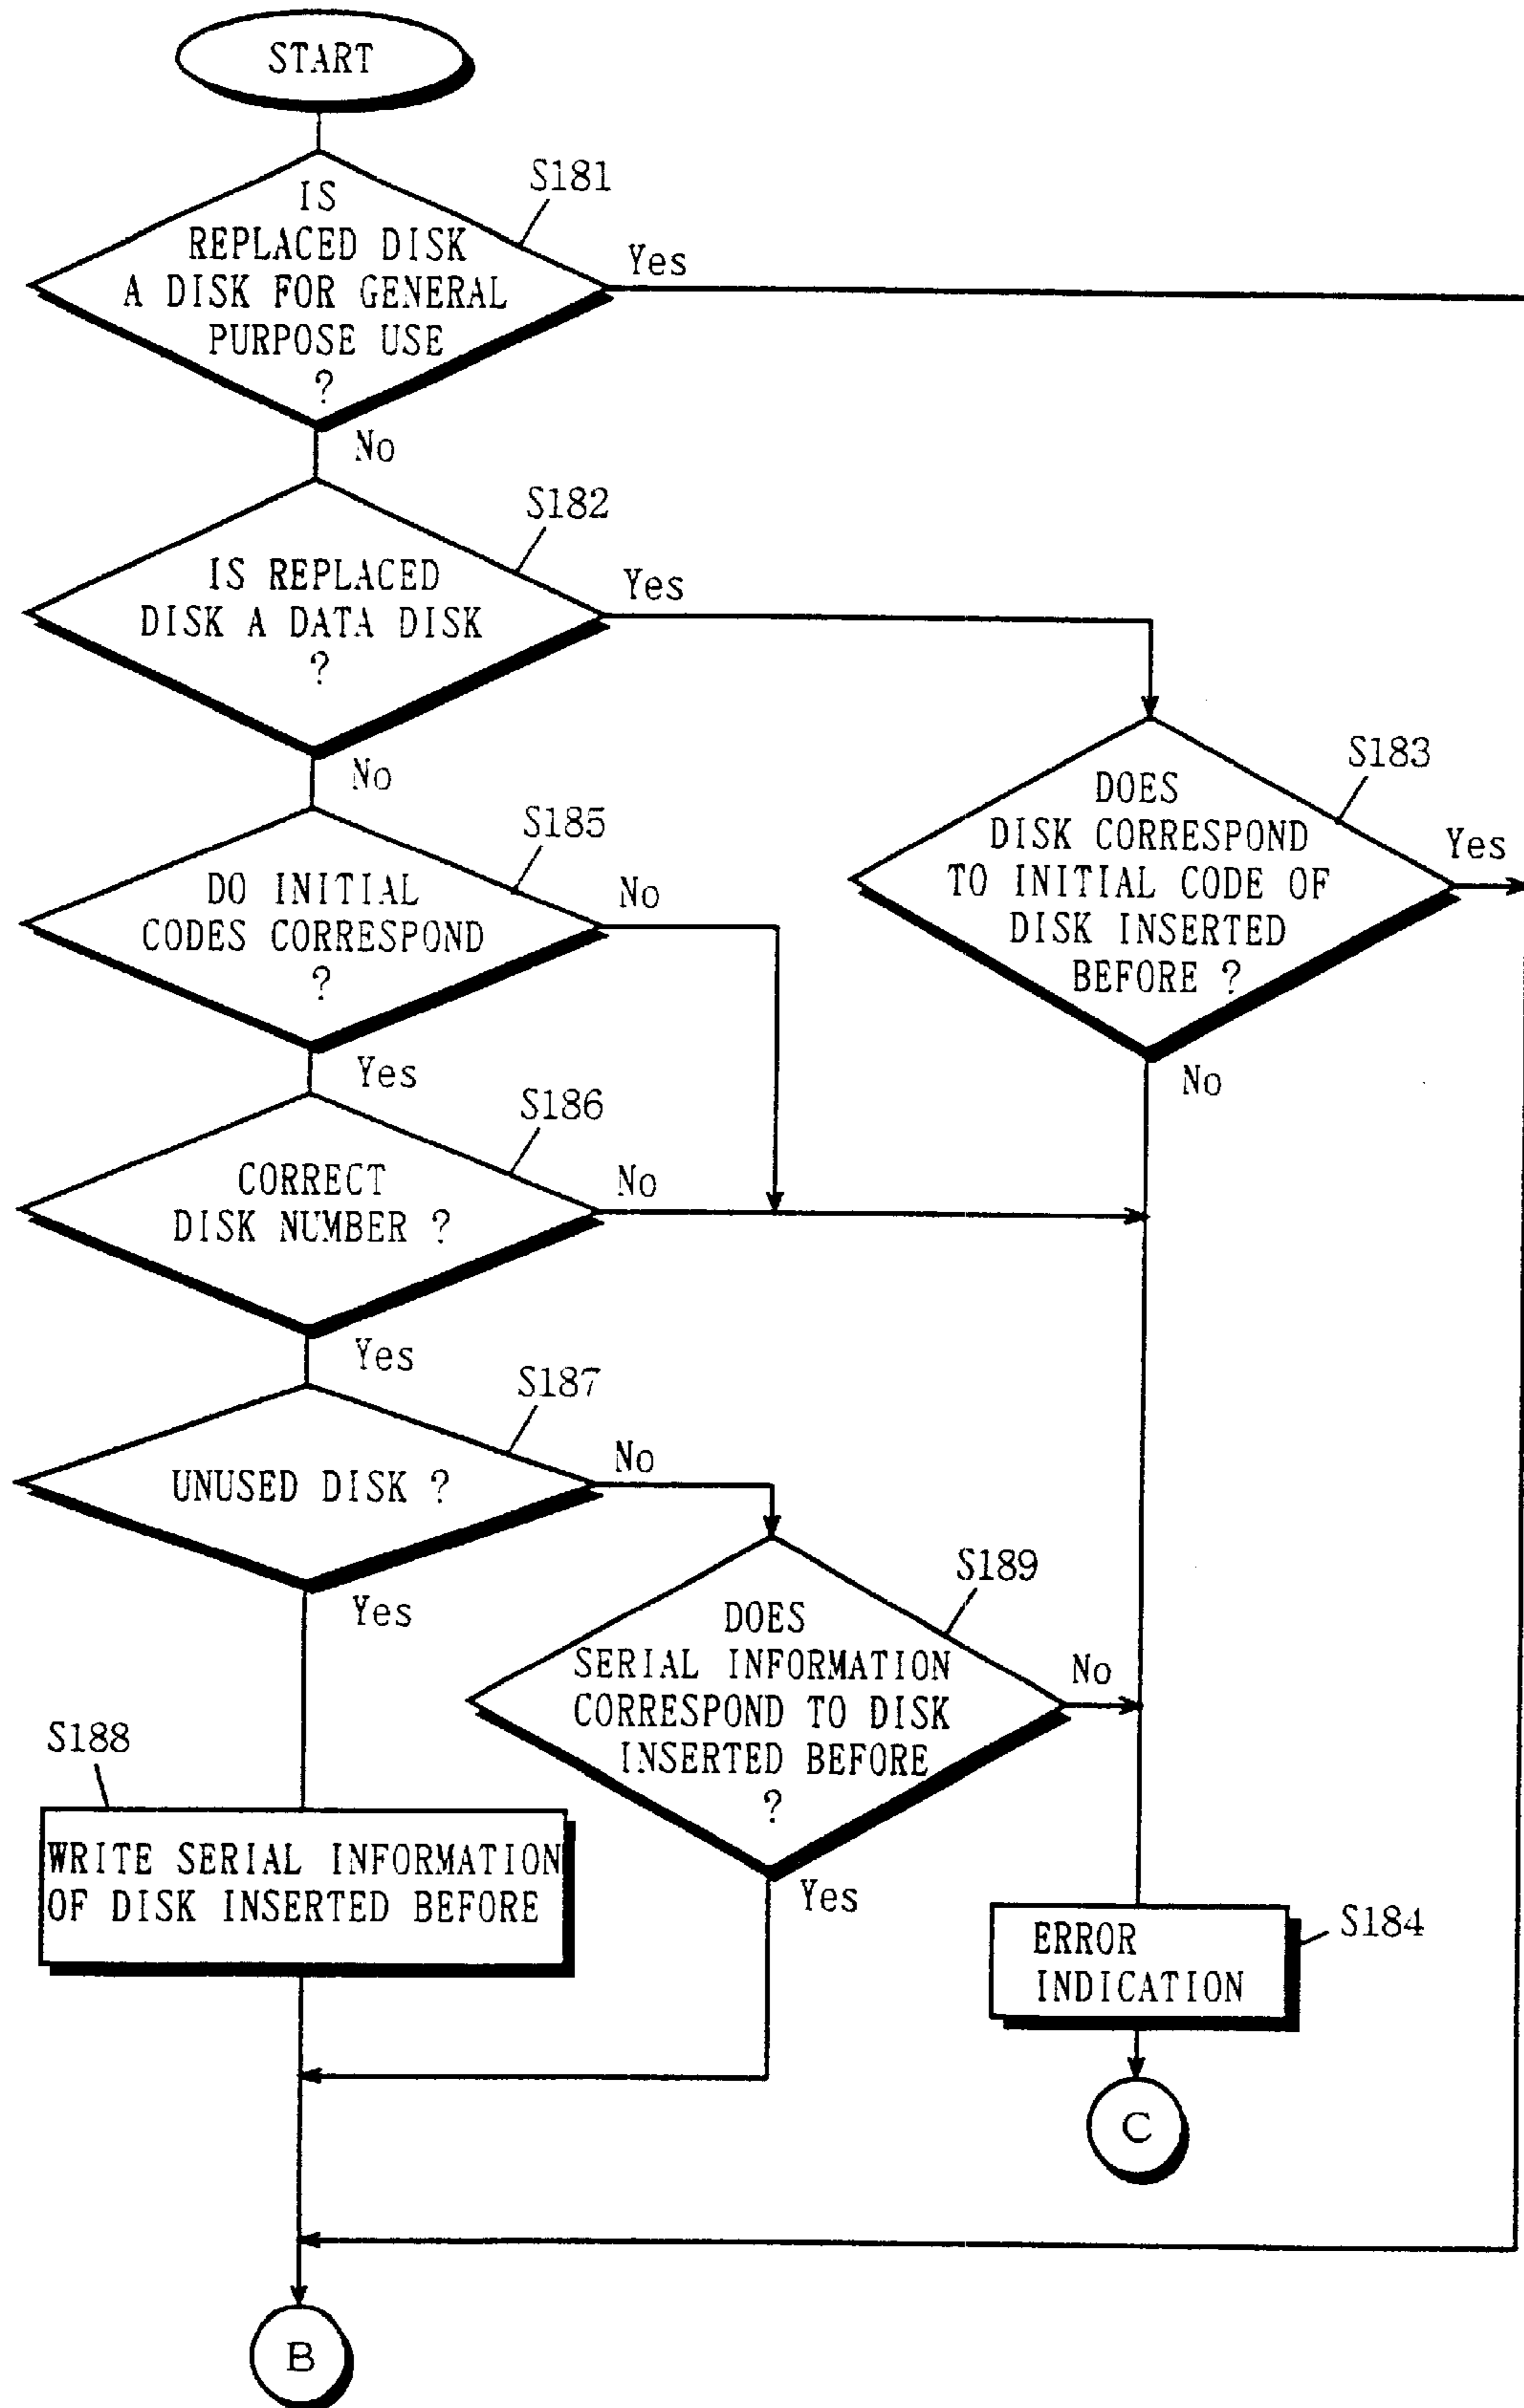 START
S181
IS
REPLACED DISK
A DISK FOR GENERAL
PURPOSE USE
?
Yes
No
S182
IS REPLACED
DISK A DATA DISK
?
Yes
No
S183
DOES
DISK CORRESPOND
TO INITIAL CODE OF
DISK INSERTED
BEFORE ?
Yes
No
S185
DO INITIAL
CODES CORRESPOND
?
No
Yes
S186
CORRECT
DISK NUMBER ?
No
Yes
S187
UNUSED DISK ?
No
Yes
S189
DOES
SERIAL INFORMATION
CORRESPOND TO DISK
INSERTED BEFORE
?
No
Yes
S188
WRITE SERIAL INFORMATION
OF DISK INSERTED BEFORE
S184
ERROR
INDICATION
C
B